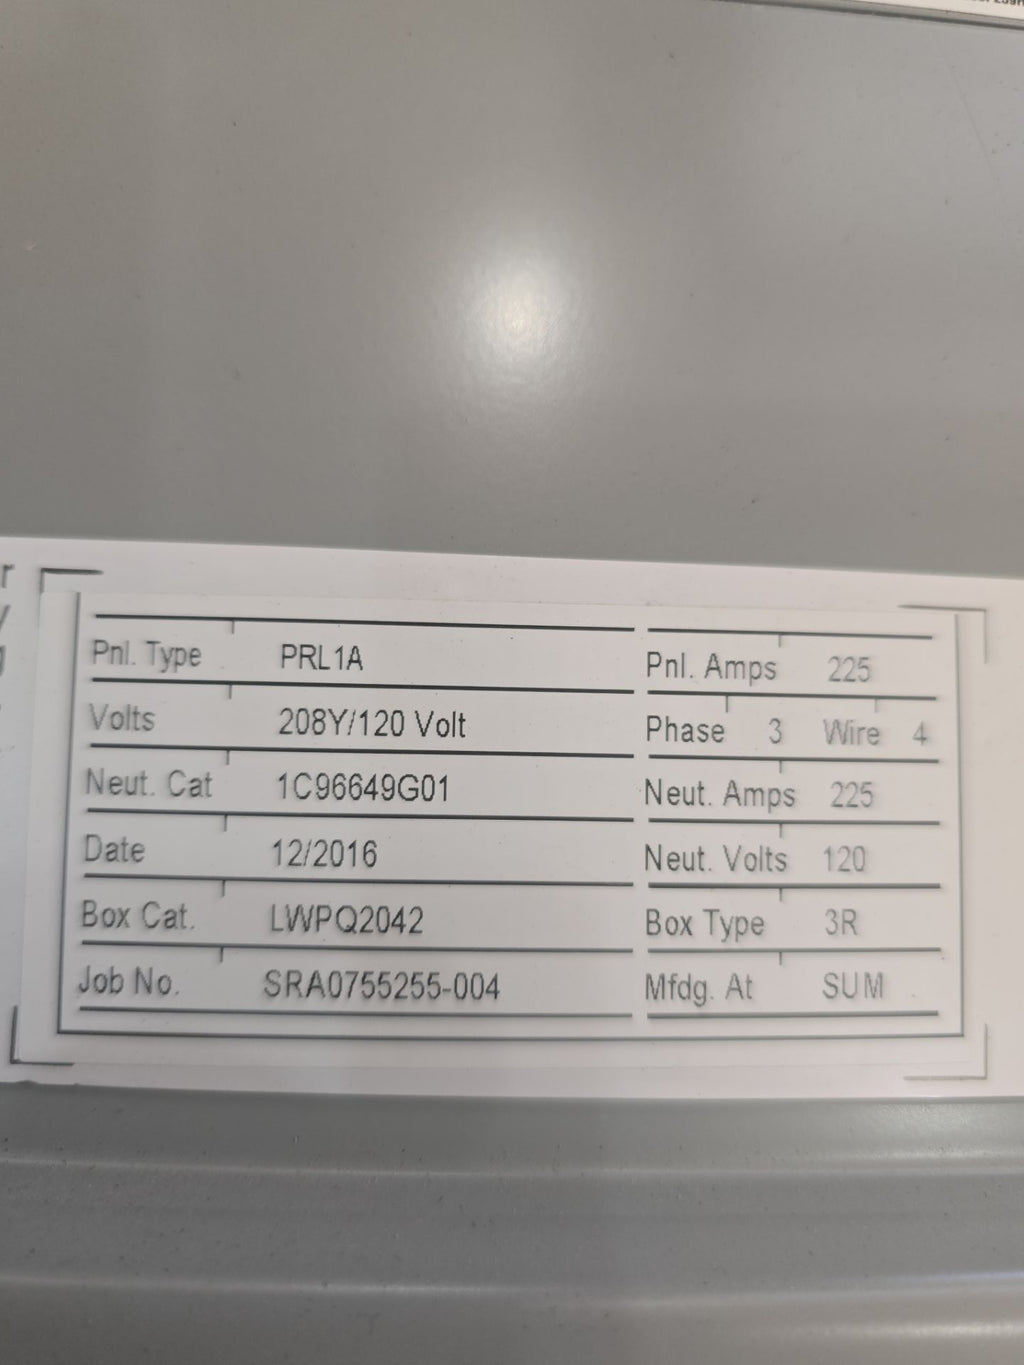 Pnl. Type PRL1A Pnl. Amps 225
Volts 208Y/120 Volt Phase 3 Wire 4
Neut. Cat 1C96649G01 Neut. Amps 225
Date 12/2016 Neut. Volts 120
Box Cat. LWPQ2042 Box Type 3R
Job No. SRA0755255-004 Mfdg. At SUM